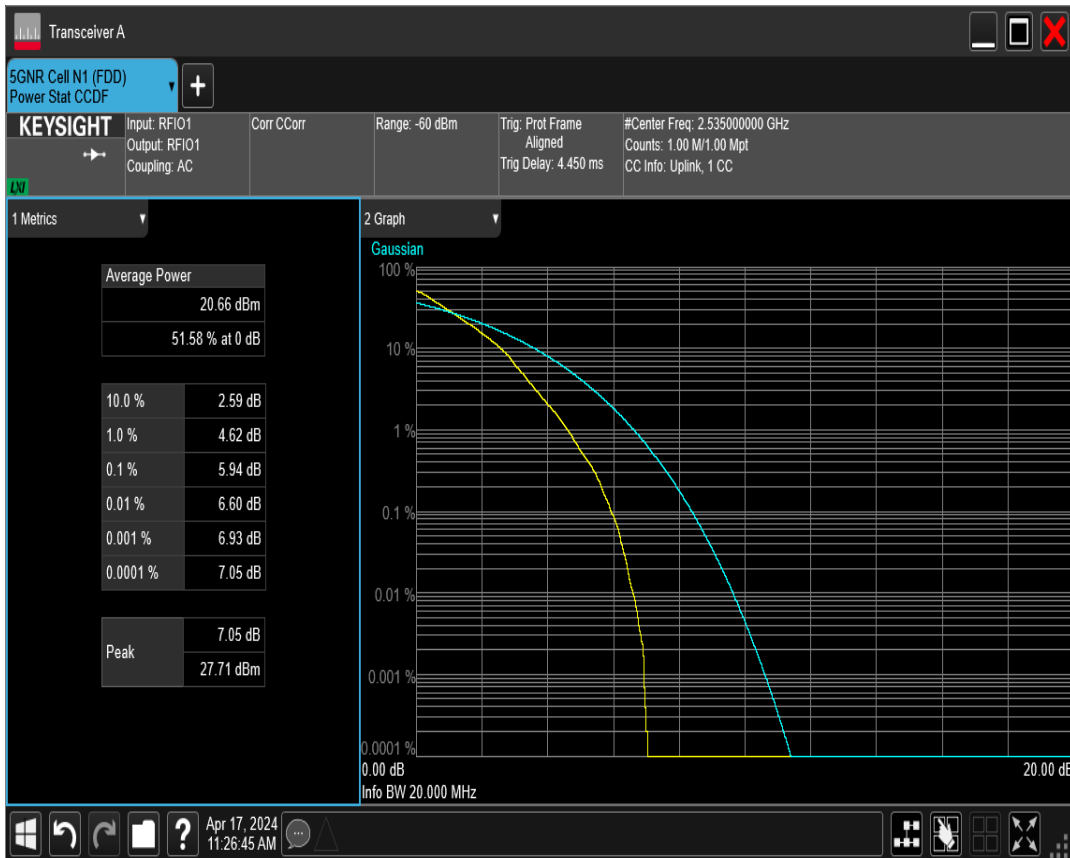 Transceiver A
5GNR Cell N1 (FDD)
Power Stat CCDF
+
KEYSIGHT
LXI
Input: RFIO1
Output: RFIO1
Coupling: AC
Corr CCorr
Range: -60 dBm
Trig: Prot Frame
Aligned
Trig Delay: 4.450 ms
#Center Freq: 2.535000000 GHz
Counts: 1.00 M/1.00 Mpt
CC Info: Uplink, 1 CC
1 Metrics
Average Power
20.66 dBm
51.58 % at 0 dB
10.0 % 2.59 dB
1.0 % 4.62 dB
0.1 % 5.94 dB
0.01 % 6.60 dB
0.001 % 6.93 dB
0.0001 % 7.05 dB
Peak 7.05 dB
27.71 dBm
2 Graph
Gaussian
100 %
10 %
1 %
0.1 %
0.01 %
0.001 %
0.0001 %
0.00 dB 20.00 dB
Info BW 20.000 MHz
?
Apr 17, 2024
11:26:45 AM